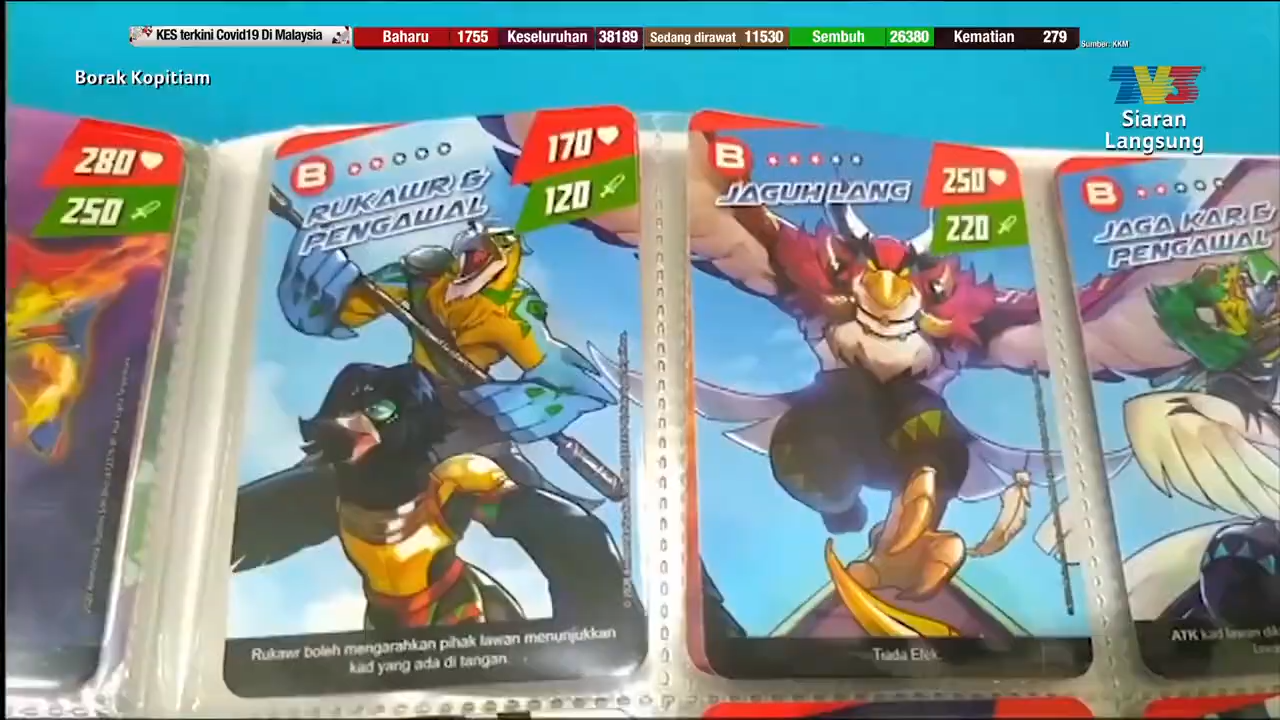 KES terkini Covid19 Di Malaysia Baharu 1755 Keseluruhan 38189 Sedang dirawat 11530 Sembuh 26380 Kematian 279
Sumber: KKM
Borak Kopitiam
TV3
Siaran
Langsung
280
250
B
RUKAWR &
PENGAWAL
170
120
Rukawr boleh mengarahkan pihak lawan menunjukkan
kad yang ada di tangan.
B
JAGUH LANG
250
220
Tiada Efek.
B
JAGA KAR &
PENGAWAL
ATK kad lawan